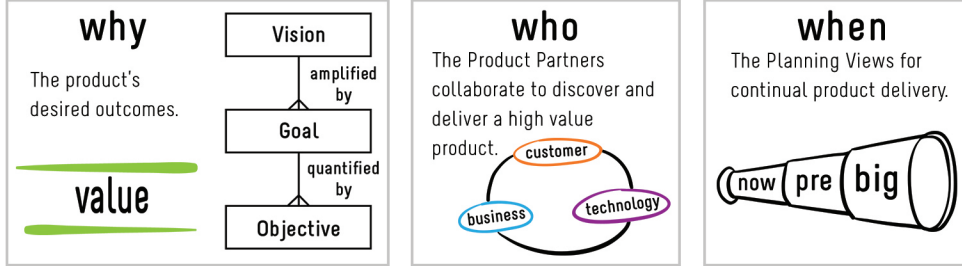 why
The product's
desired outcomes.
value
Vision
amplified
by
Goal
quantified
by
Objective
who
The Product Partners
collaborate to discover and
deliver a high value
product.
customer
business
technology
when
The Planning Views for
continual product delivery.
now
pre
big